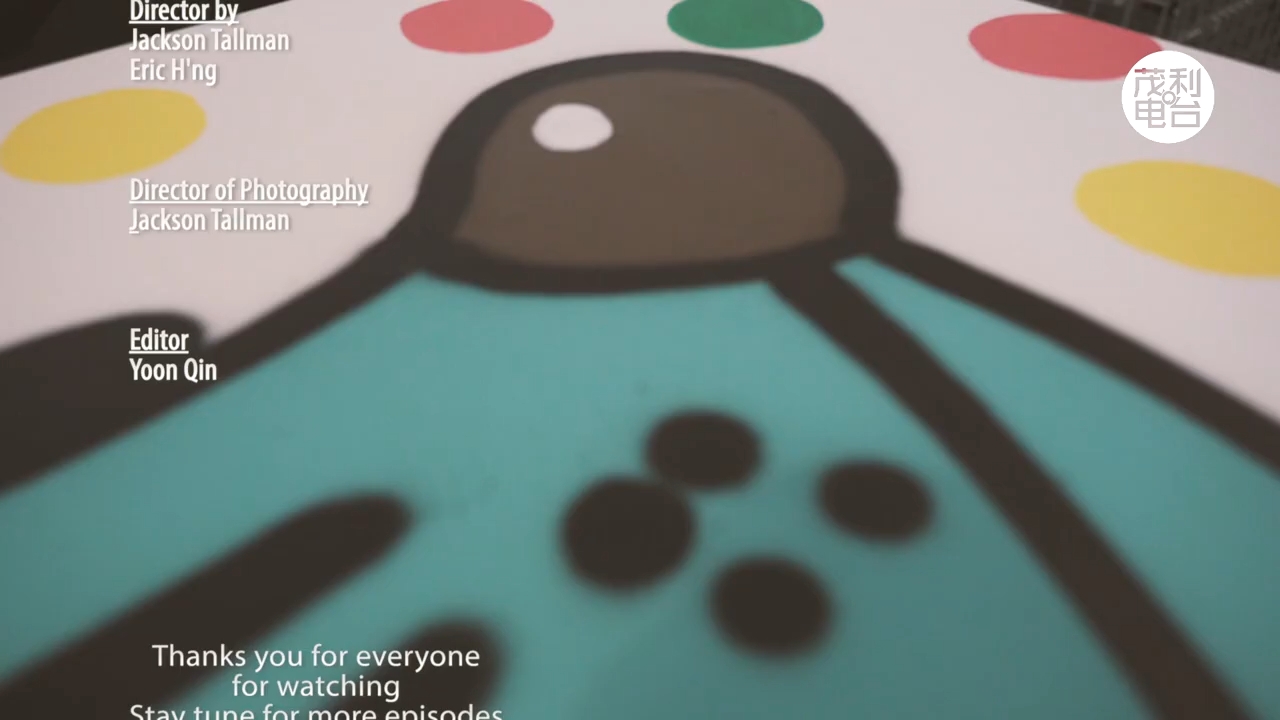 Director by
Jackson Tallman
Eric H'ng
茂利
电台
Director of Photography
Jackson Tallman
Editor
Yoon Qin
Thanks you for everyone
for watching
Stay tune for more episodes